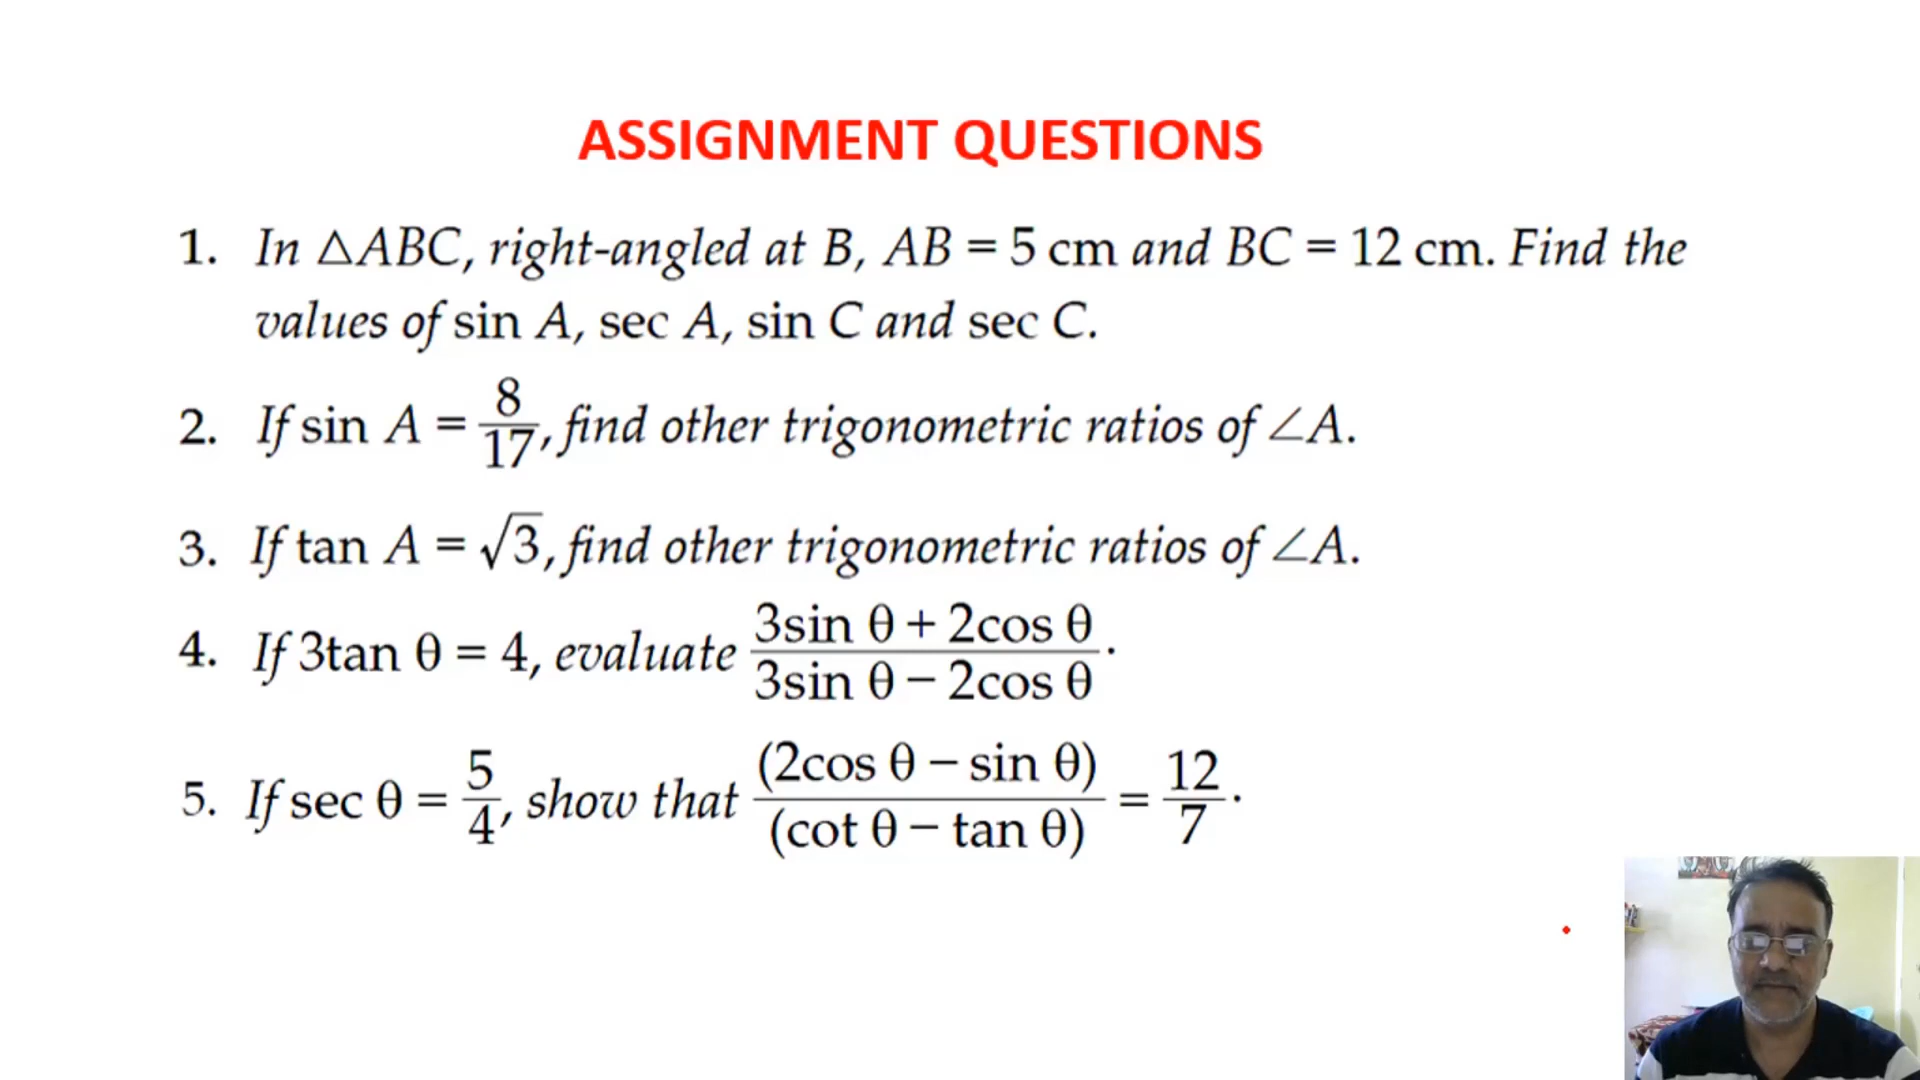 ASSIGNMENT QUESTIONS
1. In △ABC, right-angled at B, AB = 5 cm and BC = 12 cm. Find the
values of sin A, sec A, sin C and sec C.
2. If sin A = 8/17, find other trigonometric ratios of ∠A.
3. If tan A = √3, find other trigonometric ratios of ∠A.
4. If 3tan θ = 4, evaluate (3sin θ + 2cos θ)/(3sin θ − 2cos θ).
5. If sec θ = 5/4, show that (2cos θ − sin θ)/(cot θ − tan θ) = 12/7.